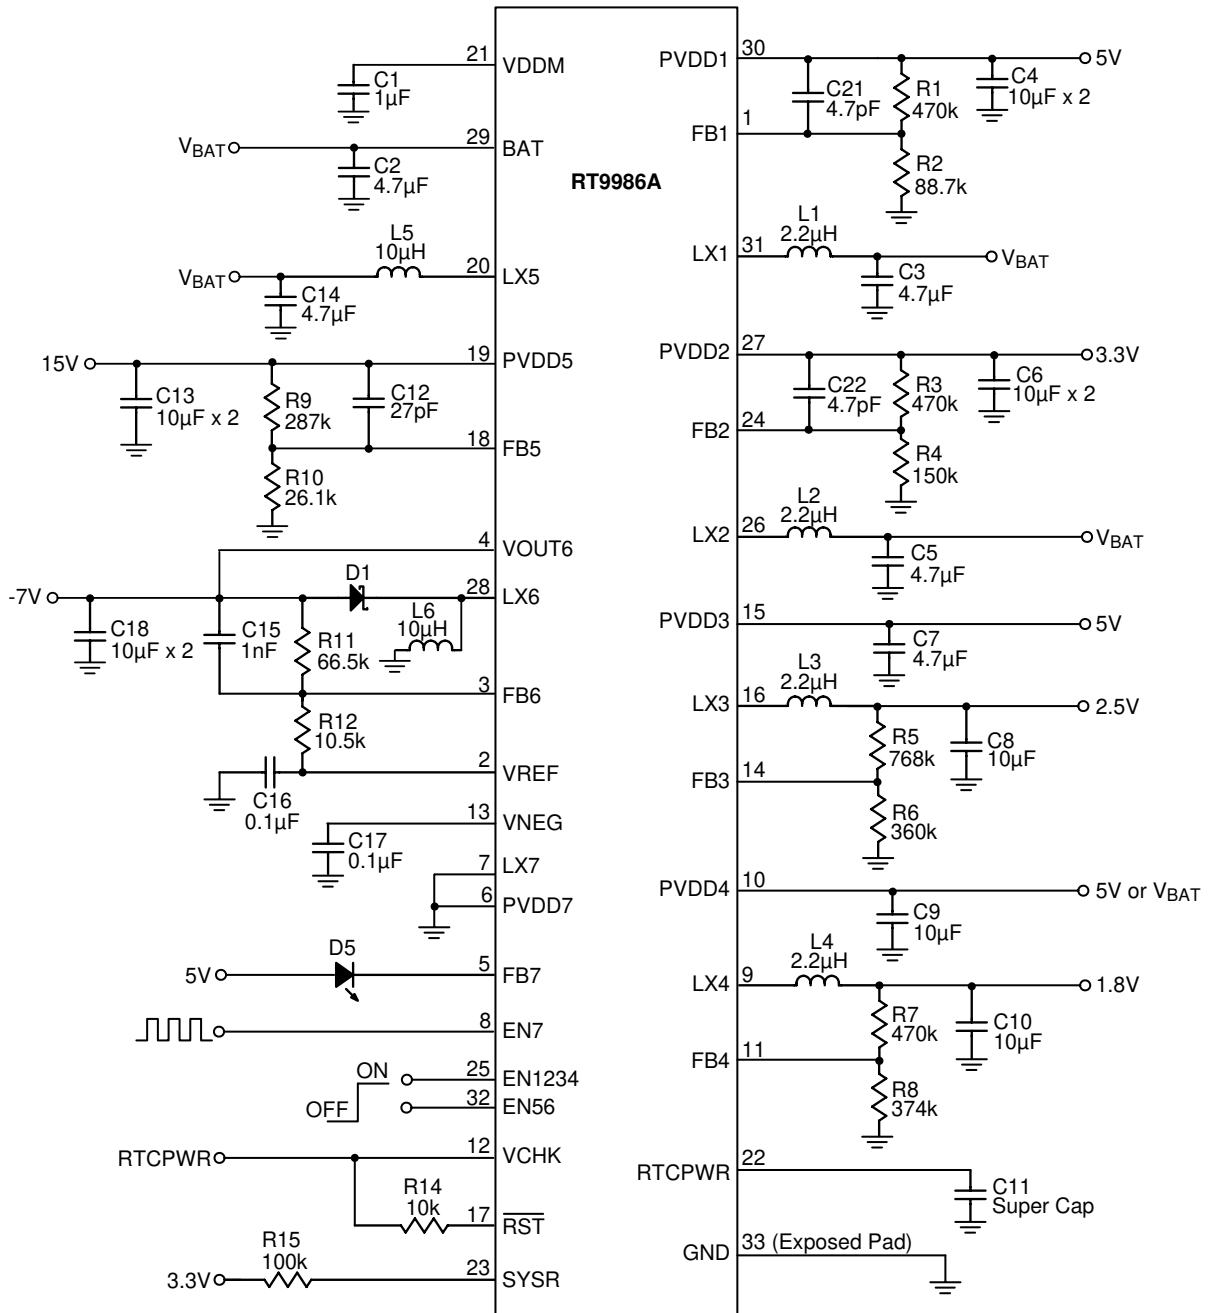 RT9986A
21 VDDM
C1
1µF
V_BAT
29 BAT
C2
4.7µF
L5
10µH
V_BAT
20 LX5
C14
4.7µF
15V
19 PVDD5
C13
10µF x 2
R9
287k
C12
27pF
18 FB5
R10
26.1k
4 VOUT6
-7V
D1
28 LX6
L6
10µH
C18
10µF x 2
C15
1nF
R11
66.5k
3 FB6
R12
10.5k
2 VREF
C16
0.1µF
13 VNEG
C17
0.1µF
7 LX7
6 PVDD7
D5
5V
5 FB7
8 EN7
ON
OFF
25 EN1234
32 EN56
RTCPWR
12 VCHK
R14
10k
17 RST
R15
100k
3.3V
23 SYSR
PVDD1 30
5V
C21
4.7pF
R1
470k
C4
10µF x 2
FB1 1
R2
88.7k
L1
2.2µH
LX1 31
V_BAT
C3
4.7µF
PVDD2 27
3.3V
C22
4.7pF
R3
470k
C6
10µF x 2
FB2 24
R4
150k
L2
2.2µH
LX2 26
V_BAT
C5
4.7µF
PVDD3 15
5V
C7
4.7µF
L3
2.2µH
LX3 16
2.5V
R5
768k
C8
10µF
FB3 14
R6
360k
PVDD4 10
5V or V_BAT
C9
10µF
L4
2.2µH
LX4 9
1.8V
R7
470k
C10
10µF
FB4 11
R8
374k
RTCPWR 22
C11
Super Cap
GND 33 (Exposed Pad)